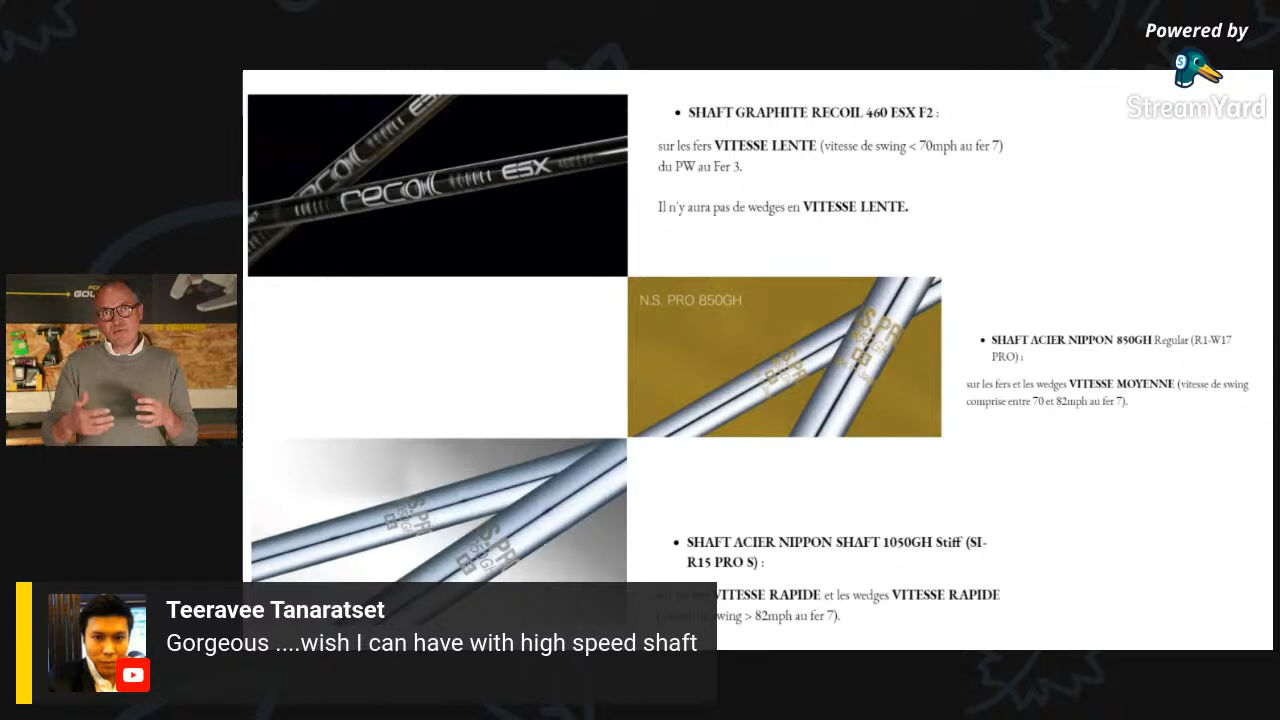 Powered by
StreamYard
recoil ESX
• SHAFT GRAPHITE RECOIL 460 ESX F2 :
sur les fers VITESSE LENTE (vitesse de swing < 70mph au fer 7)
du PW au Fer 3.
Il n'y aura pas de wedges en VITESSE LENTE.
N.S. PRO 850GH
• SHAFT ACIER NIPPON 850GH Regular (R1-W17
PRO) :
sur les fers et les wedges VITESSE MOYENNE (vitesse de swing
comprise entre 70 et 82mph au fer 7).
• SHAFT ACIER NIPPON SHAFT 1050GH Stiff (SI-
R15 PRO S) :
VITESSE RAPIDE et les wedges VITESSE RAPIDE
swing > 82mph au fer 7).
Teeravee Tanaratset
Gorgeous ....wish I can have with high speed shaft